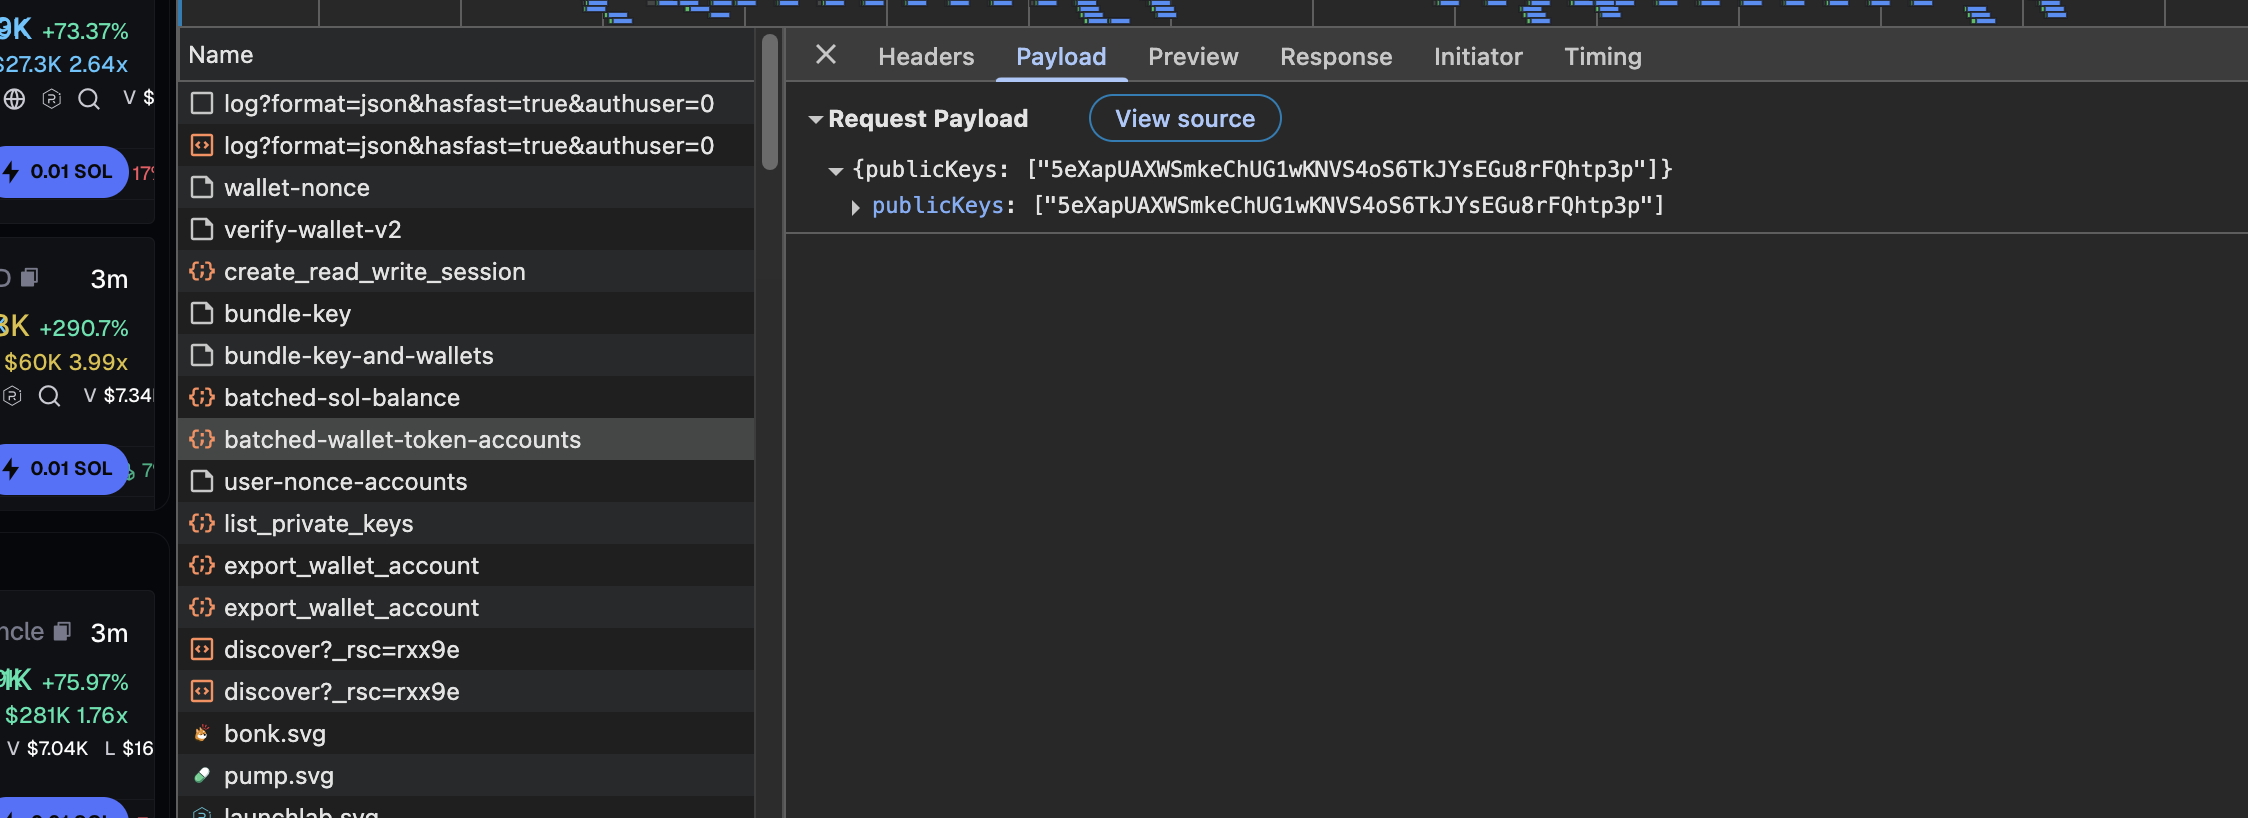 9K +73.37%
$27.3K 2.64x
V $
0.01 SOL 17%
3m
3K +290.7%
$60K 3.99x
V $7.34
0.01 SOL 7
ncle 3m
+75.97%
$281K 1.76x
V $7.04K L $16
0.01 SOL
Name
log?format=json&hasfast=true&authuser=0
log?format=json&hasfast=true&authuser=0
wallet-nonce
verify-wallet-v2
create_read_write_session
bundle-key
bundle-key-and-wallets
batched-sol-balance
batched-wallet-token-accounts
user-nonce-accounts
list_private_keys
export_wallet_account
export_wallet_account
discover?_rsc=rxx9e
discover?_rsc=rxx9e
bonk.svg
pump.svg
launchlab.svg
Headers Payload Preview Response Initiator Timing
Request Payload View source
{publicKeys: ["5eXapUAXWSmkeChUG1wKNVS4oS6TkJYsEGu8rFQhtp3p"]}
publicKeys: ["5eXapUAXWSmkeChUG1wKNVS4oS6TkJYsEGu8rFQhtp3p"]